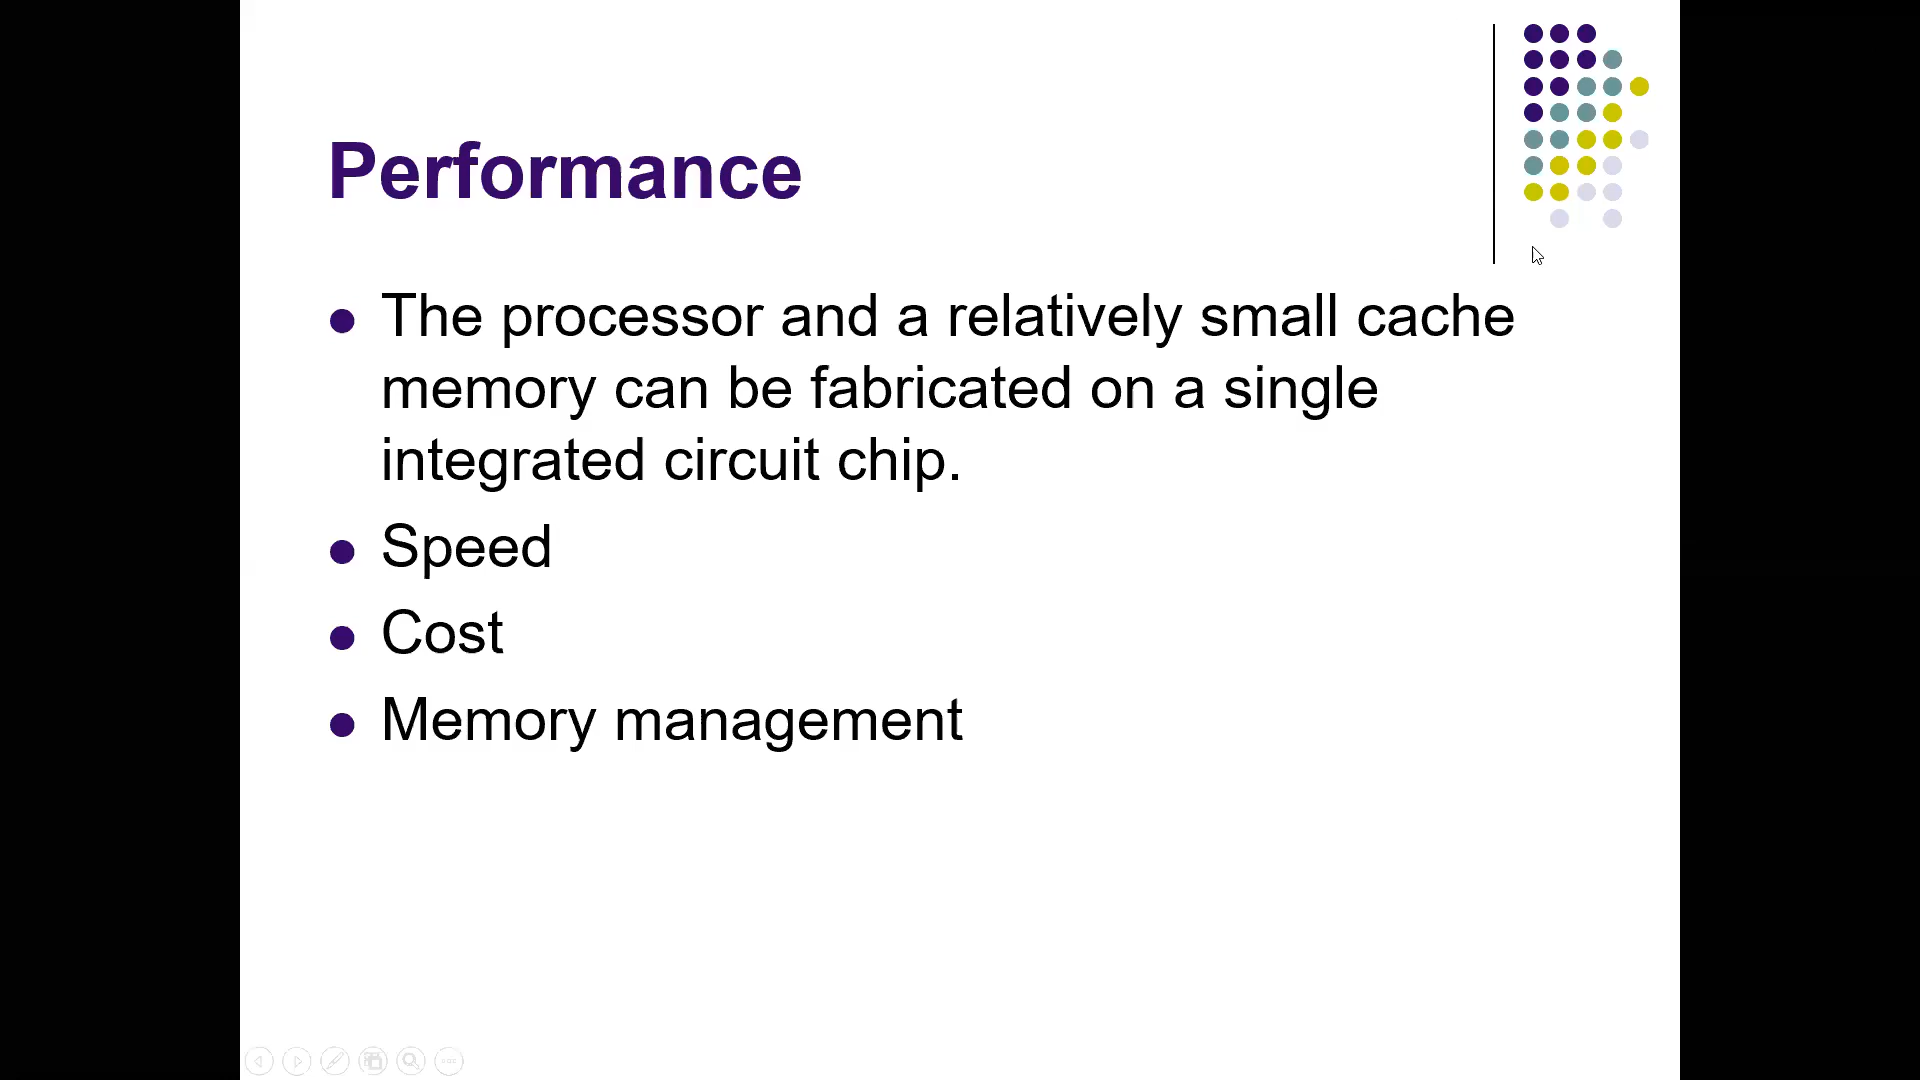 Performance
The processor and a relatively small cache
memory can be fabricated on a single
integrated circuit chip.
Speed
Cost
Memory management